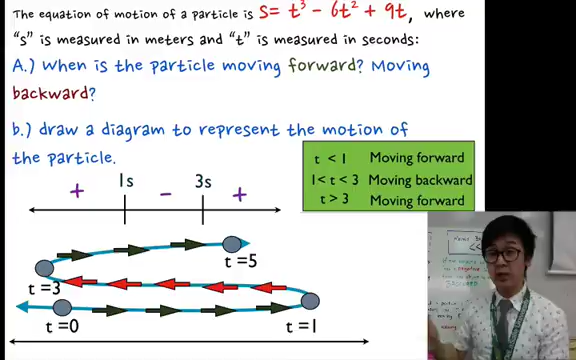 The equation of motion of a particle is s= t³ - 6t² + 9t, where
"s" is measured in meters and "t" is measured in seconds:
A.) When is the particle moving forward? Moving
backward?
b.) draw a diagram to represent the motion of
the particle.
t < 1 Moving forward
1< t < 3 Moving backward
t > 3 Moving forward
+ 1s - 3s +
t =5
t =3
t =0
t =1